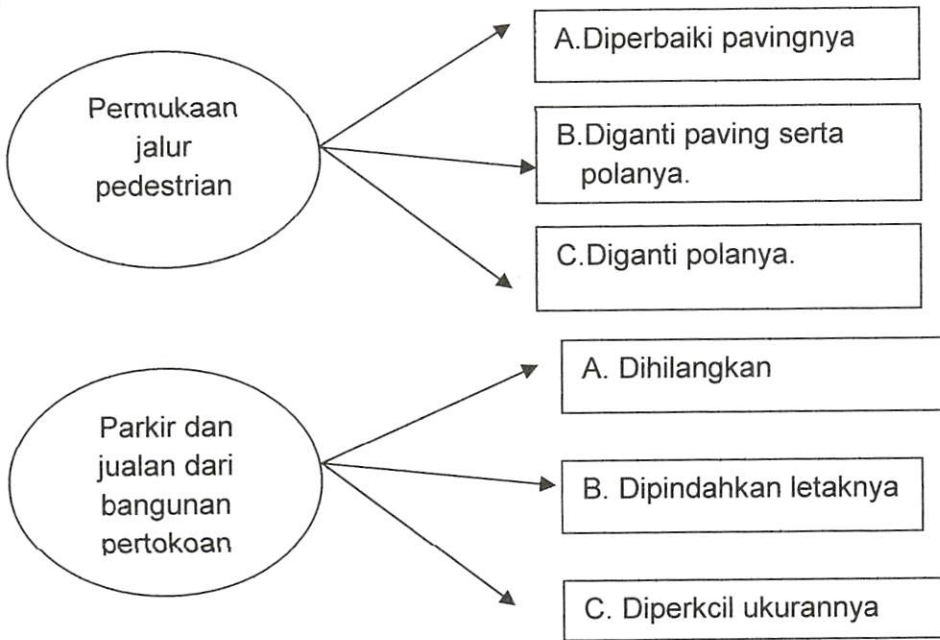 Permukaan
jalur
pedestrian
A.Diperbaiki pavingnya
B.Diganti paving serta
polanya.
C.Diganti polanya.
Parkir dan
jualan dari
bangunan
pertokoan
A. Dihilangkan
B. Dipindahkan letaknya
C. Diperkcil ukurannya